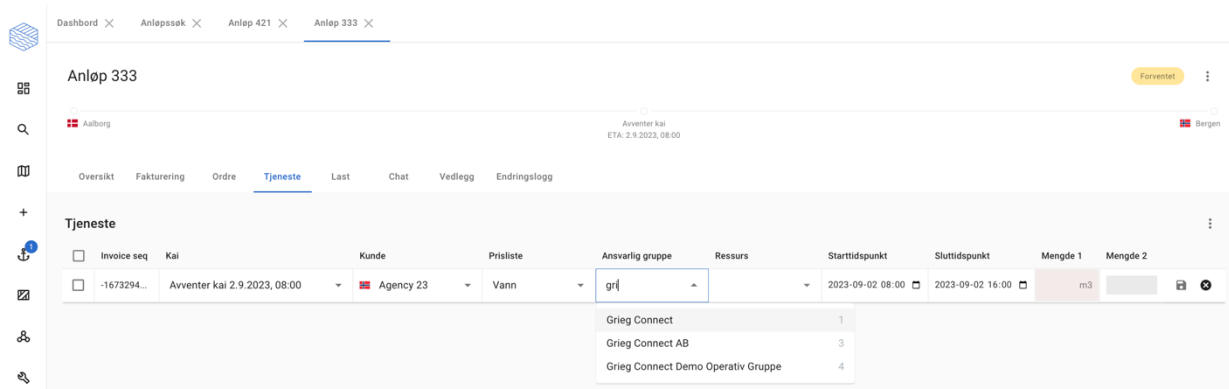 Dashbord Anløpssøk Anløp 421 Anløp 333
Anløp 333
Forventet
Aalborg
Avventer kai
ETA: 2.9.2023, 08:00
Bergen
Oversikt Fakturering Ordre Tjeneste Last Chat Vedlegg Endringslogg
1
Tjeneste
Invoice seq Kai Kunde Prisliste Ansvarlig gruppe Ressurs Starttidspunkt Sluttidspunkt Mengde 1 Mengde 2
-1673294... Avventer kai 2.9.2023, 08:00 Agency 23 Vann gri 2023-09-02 08:00 2023-09-02 16:00 m3
Grieg Connect 1
Grieg Connect AB 3
Grieg Connect Demo Operativ Gruppe 4